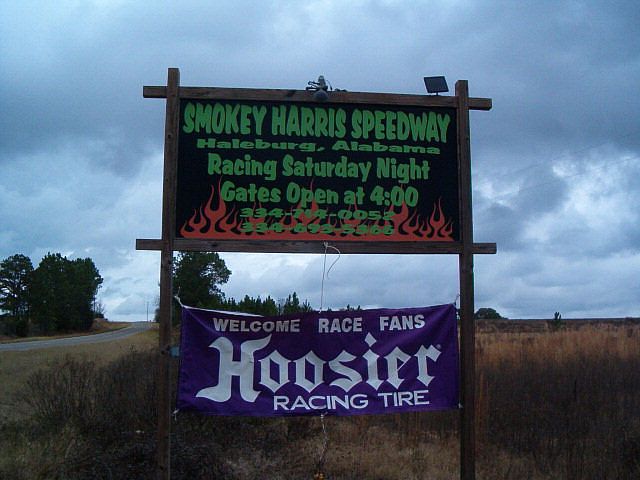 SMOKEY HARRIS SPEEDWAY
Haleburg, Alabama
Racing Saturday Night
Gates Open at 4:00
WELCOME RACE FANS
Hoosier®
RACING TIRE